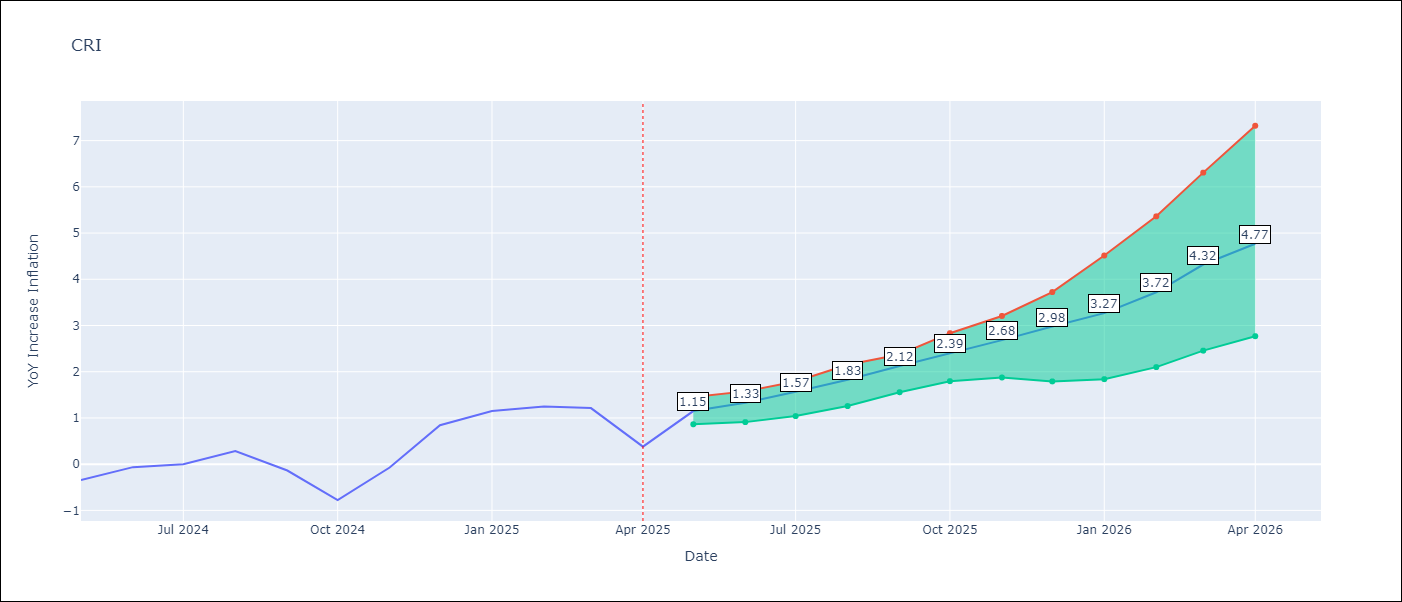 CRI
YoY Increase Inflation
7
6
5
4
3
2
1
0
−1
1.15
1.33
1.57
1.83
2.12
2.39
2.68
2.98
3.27
3.72
4.32
4.77
Jul 2024
Oct 2024
Jan 2025
Apr 2025
Jul 2025
Oct 2025
Jan 2026
Apr 2026
Date